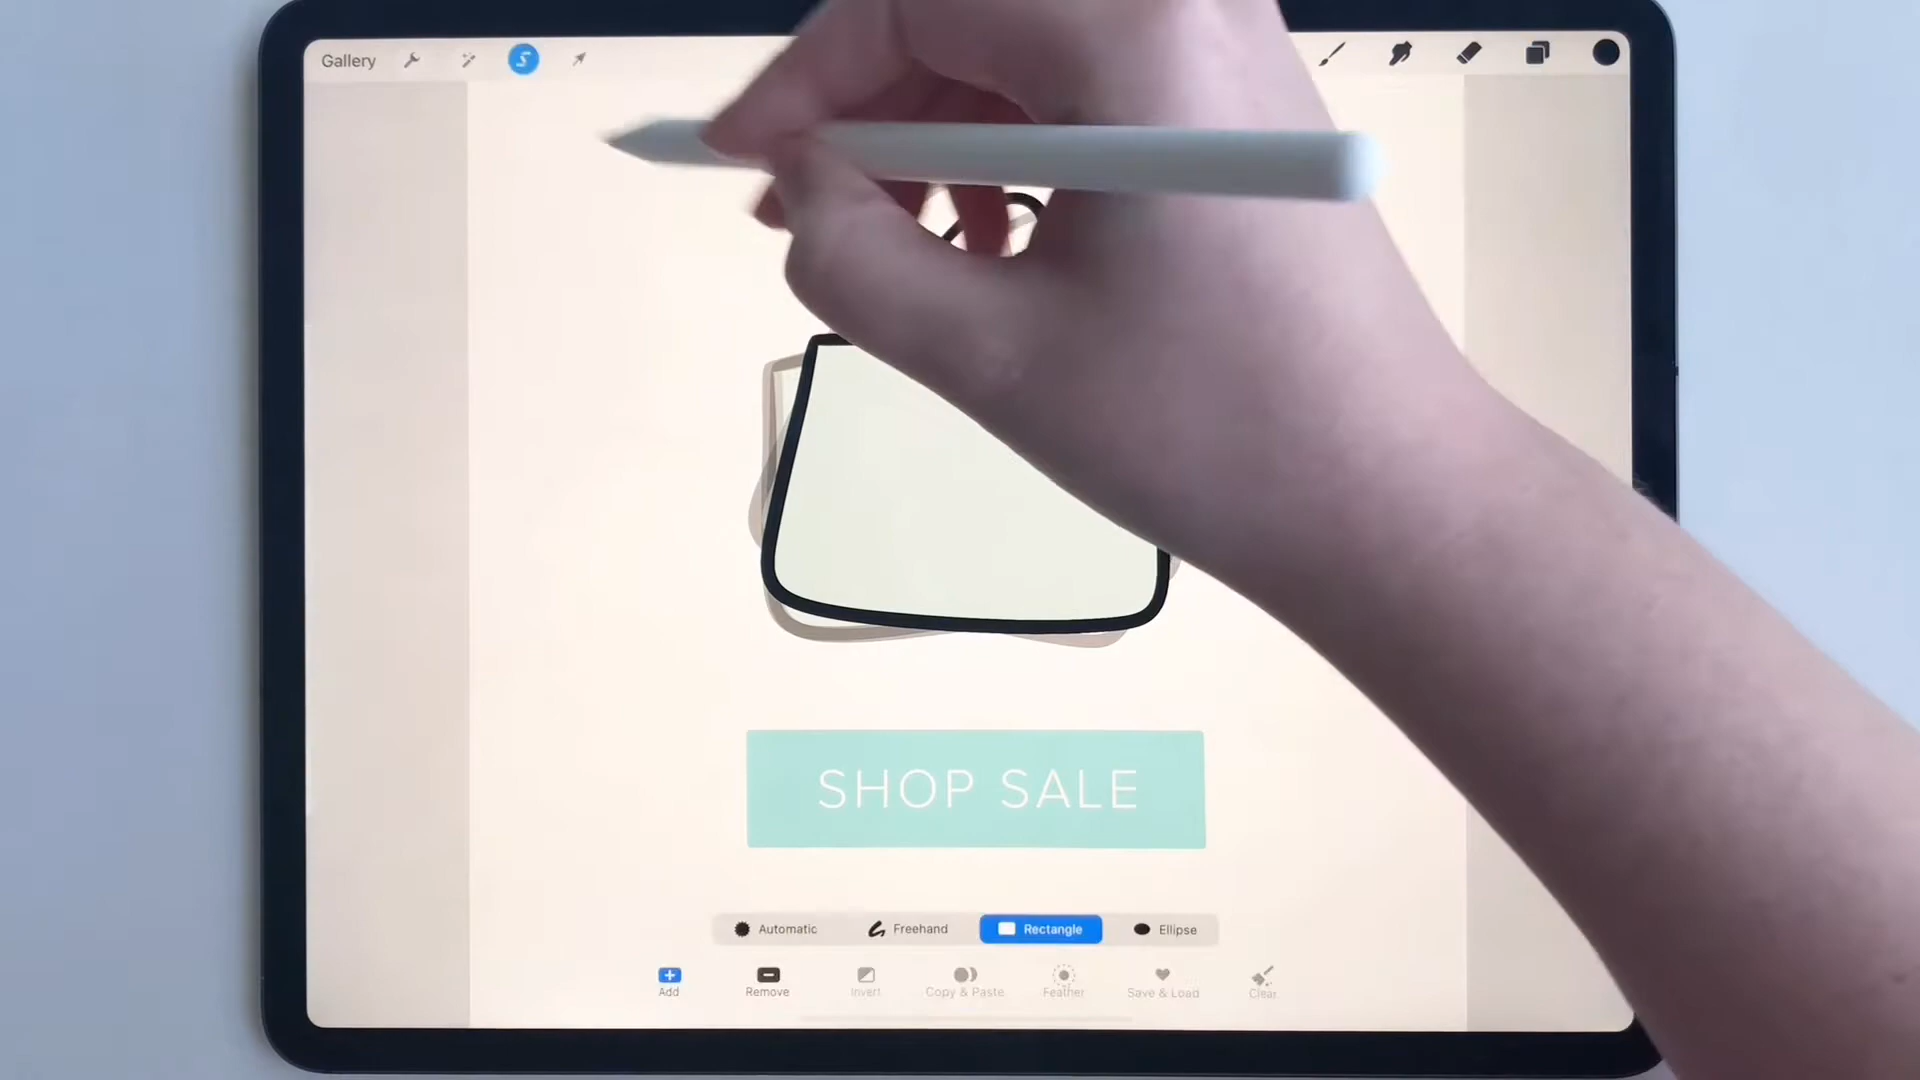 Gallery
SHOP SALE
Automatic Freehand Rectangle Ellipse
Add Remove Invert Copy & Paste Feather Save & Load Clear